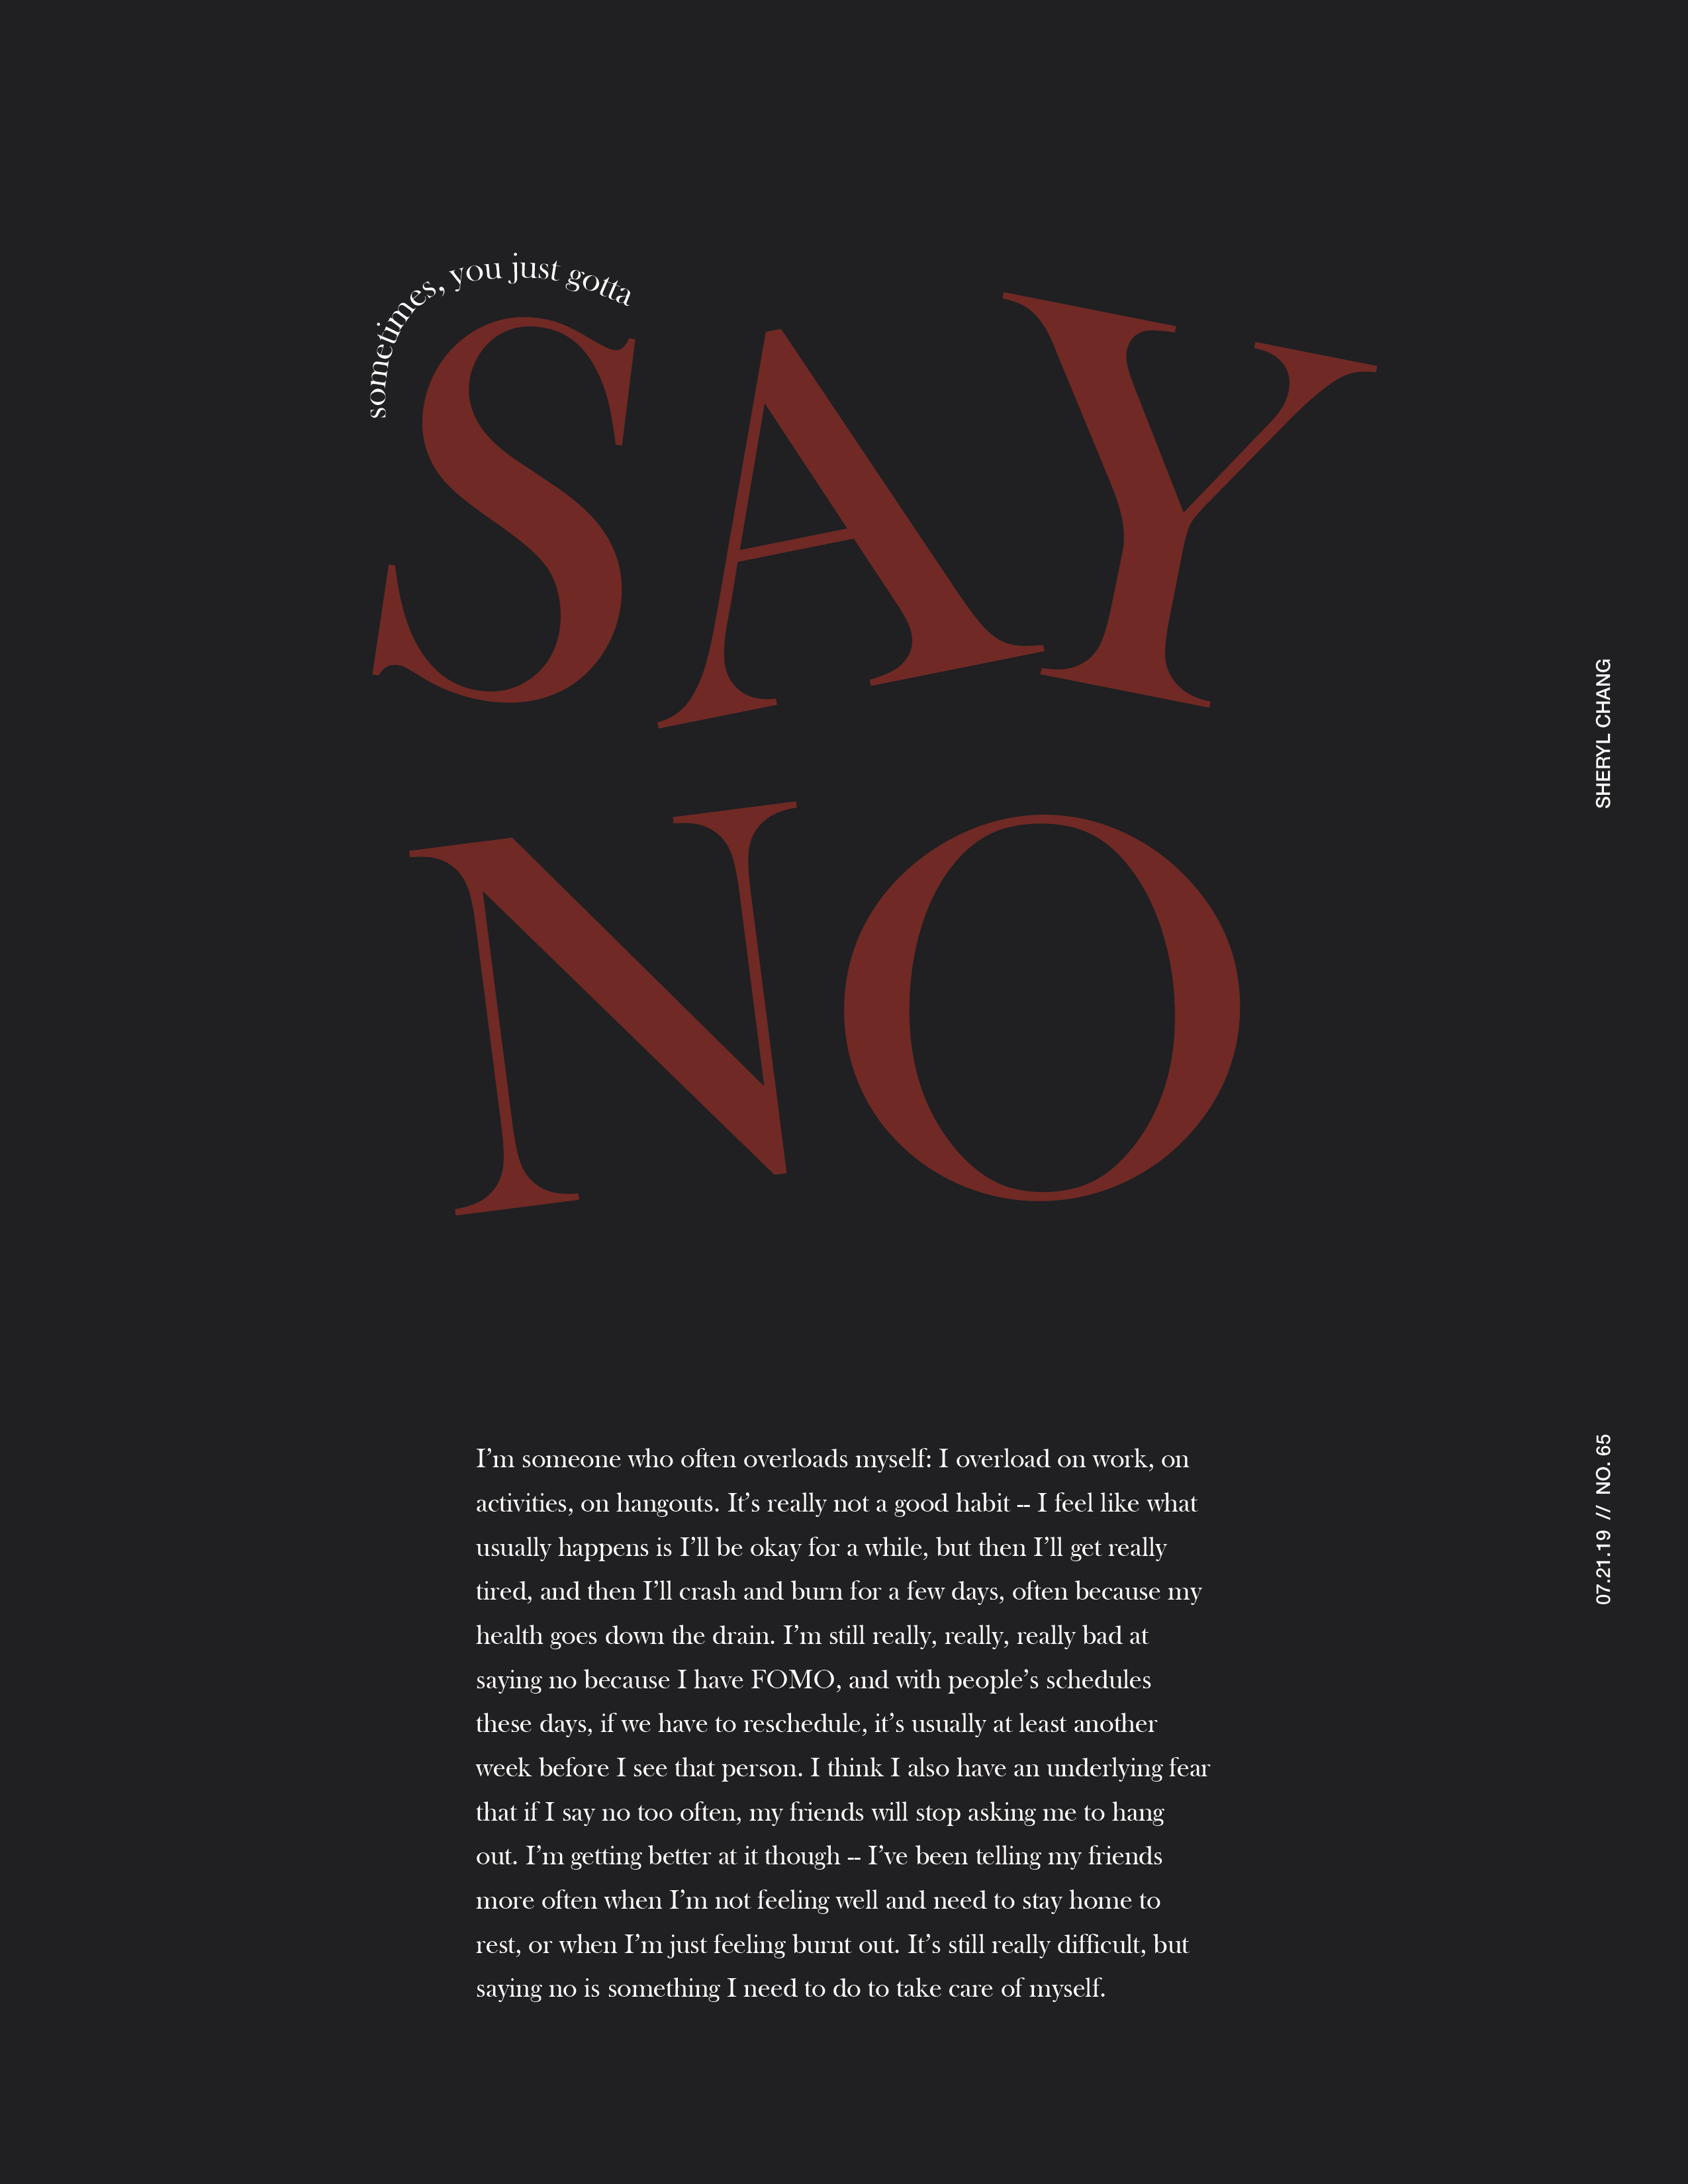 sometimes, you just gotta
SAY
NO
SHERYL CHANG
07.21.19 // NO. 65
I’m someone who often overloads myself: I overload on work, on
activities, on hangouts. It’s really not a good habit -- I feel like what
usually happens is I’ll be okay for a while, but then I’ll get really
tired, and then I’ll crash and burn for a few days, often because my
health goes down the drain. I’m still really, really, really bad at
saying no because I have FOMO, and with people’s schedules
these days, if we have to reschedule, it’s usually at least another
week before I see that person. I think I also have an underlying fear
that if I say no too often, my friends will stop asking me to hang
out. I’m getting better at it though -- I’ve been telling my friends
more often when I’m not feeling well and need to stay home to
rest, or when I’m just feeling burnt out. It’s still really difficult, but
saying no is something I need to do to take care of myself.